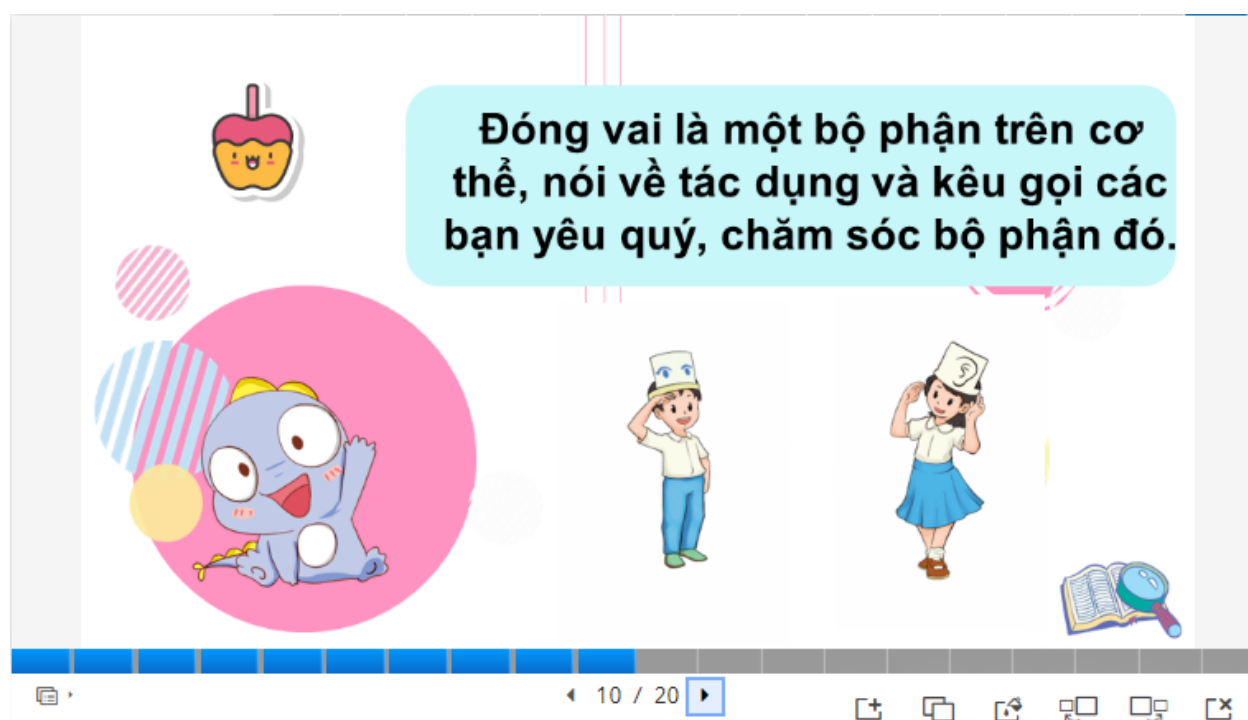 Đóng vai là một bộ phận trên cơ
thể, nói về tác dụng và kêu gọi các
bạn yêu quý, chăm sóc bộ phận đó.
10 / 20